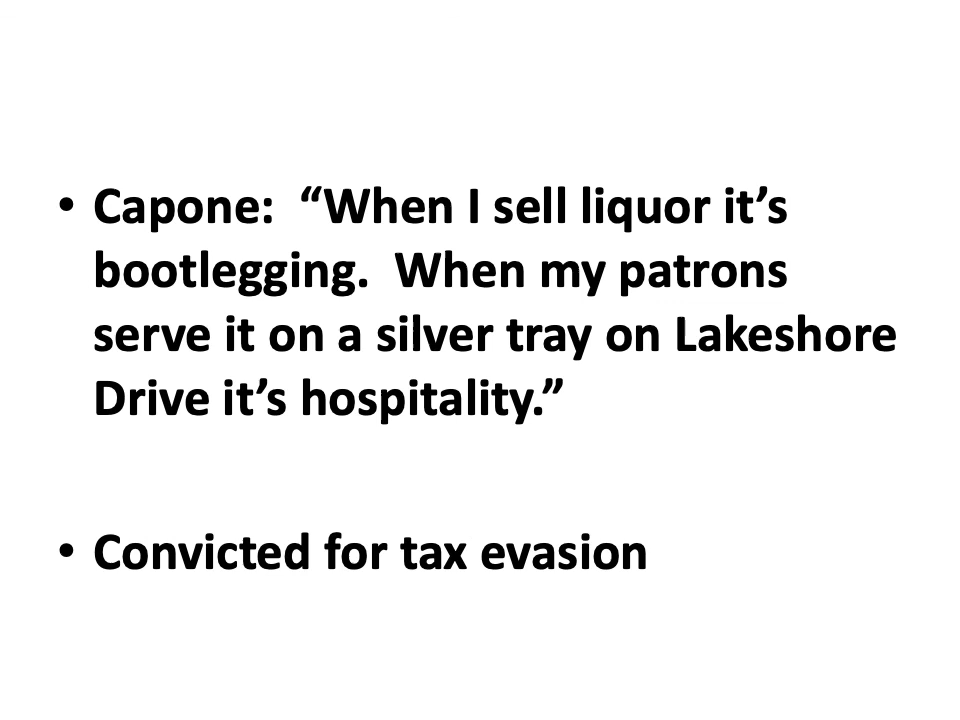 • Capone:  “When I sell liquor it’s
bootlegging.  When my patrons
serve it on a silver tray on Lakeshore
Drive it’s hospitality.”
• Convicted for tax evasion